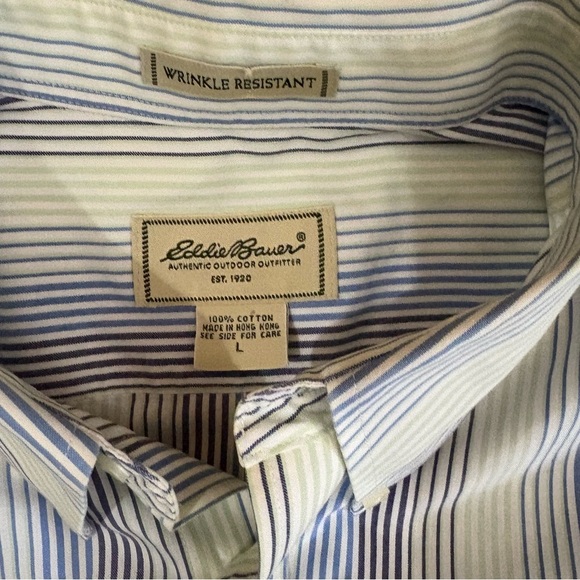 WRINKLE RESISTANT
Eddie Bauer®
AUTHENTIC OUTDOOR OUTFITTER
EST. 1920
100% COTTON
MADE IN HONG KONG
SEE SIDE FOR CARE
L